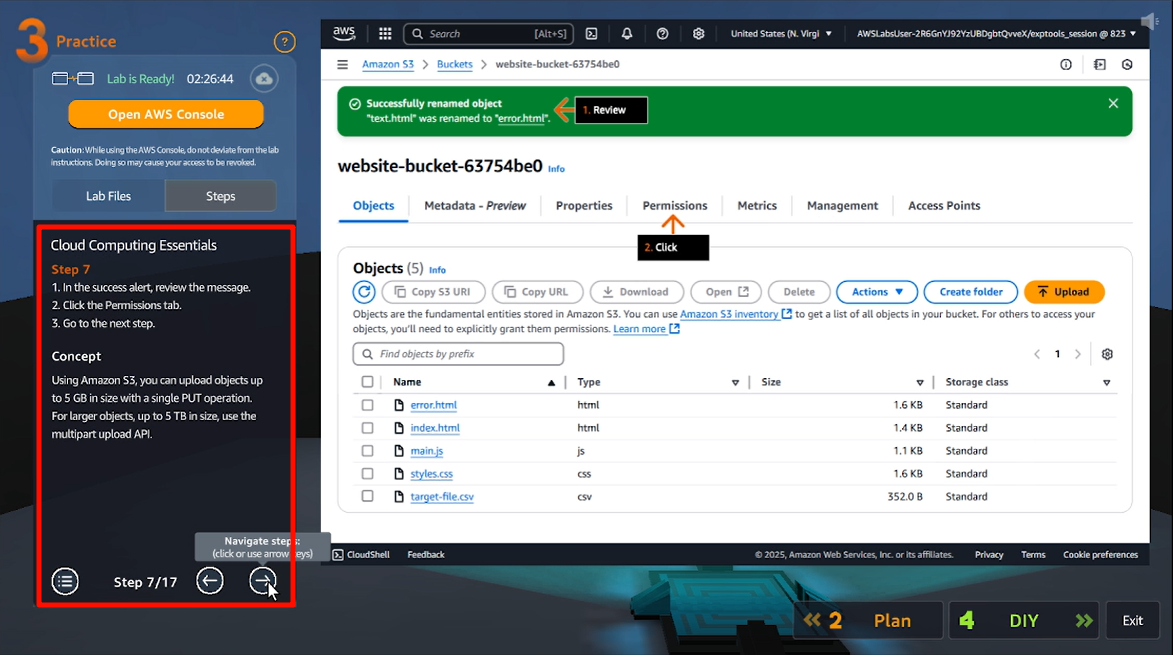 3 Practice
?
Lab is Ready! 02:26:44
Open AWS Console
Caution: While using the AWS Console, do not deviate from the lab
instructions. Doing so may cause your access to be revoked.
Lab Files Steps
Cloud Computing Essentials
Step 7
1. In the success alert, review the message.
2. Click the Permissions tab.
3. Go to the next step.
Concept
Using Amazon S3, you can upload objects up
to 5 GB in size with a single PUT operation.
For larger objects, up to 5 TB in size, use the
multipart upload API.
Navigate steps:
(click or use arrow keys)
Step 7/17
aws Search [Alt+S] United States (N. Virgi ▼ AWSLabsUser-2R6GnYJ92YzUBDgbtQvveX/exptools_session @ 823 ▼
Amazon S3 > Buckets > website-bucket-63754be0
Successfully renamed object
"text.html" was renamed to "error.html".
1. Review
website-bucket-63754be0 Info
Objects Metadata - Preview Properties Permissions Metrics Management Access Points
2. Click
Objects (5) Info
Copy S3 URI Copy URL Download Open Delete Actions ▼ Create folder Upload
Objects are the fundamental entities stored in Amazon S3. You can use Amazon S3 inventory to get a list of all objects in your bucket. For others to access your
objects, you'll need to explicitly grant them permissions. Learn more
Find objects by prefix
< 1 >
Name Type Size Storage class
error.html html 1.6 KB Standard
index.html html 1.4 KB Standard
main.js js 1.1 KB Standard
styles.css css 1.6 KB Standard
target-file.csv csv 352.0 B Standard
CloudShell Feedback © 2025, Amazon Web Services, Inc. or its affiliates. Privacy Terms Cookie preferences
2 Plan
4 DIY
Exit